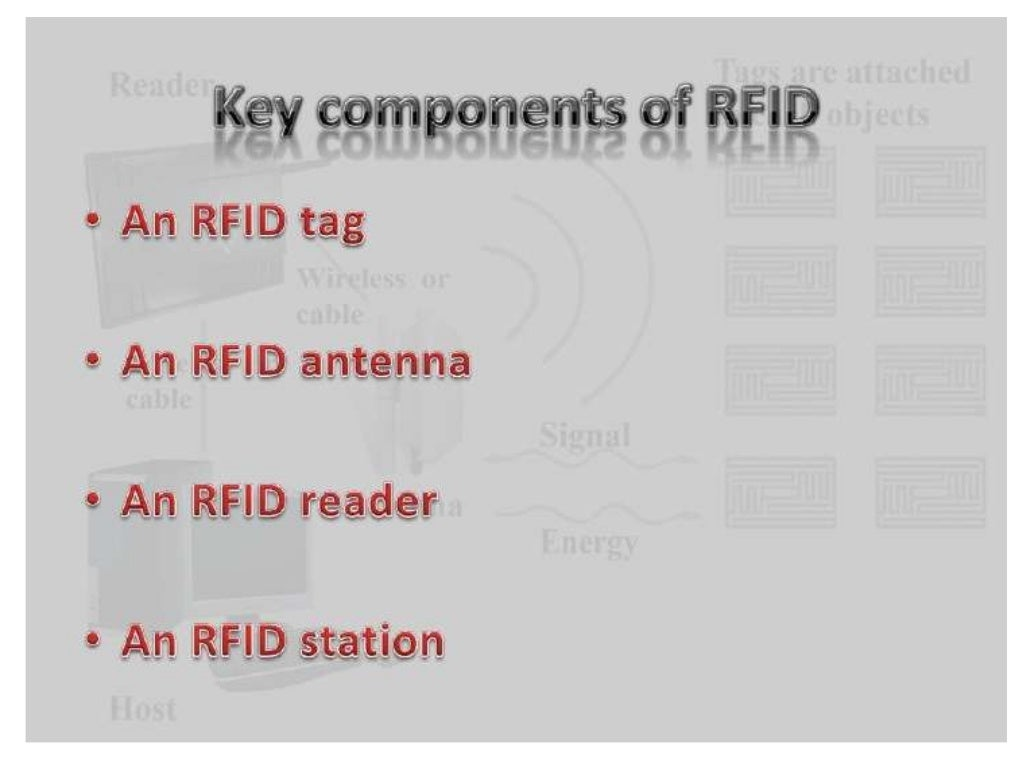 Reader
Tags are attached
objects
Key components of RFID
• An RFID tag
Wireless or
cable
• An RFID antenna
cable
Signal
• An RFID reader
Energy
• An RFID station
Host